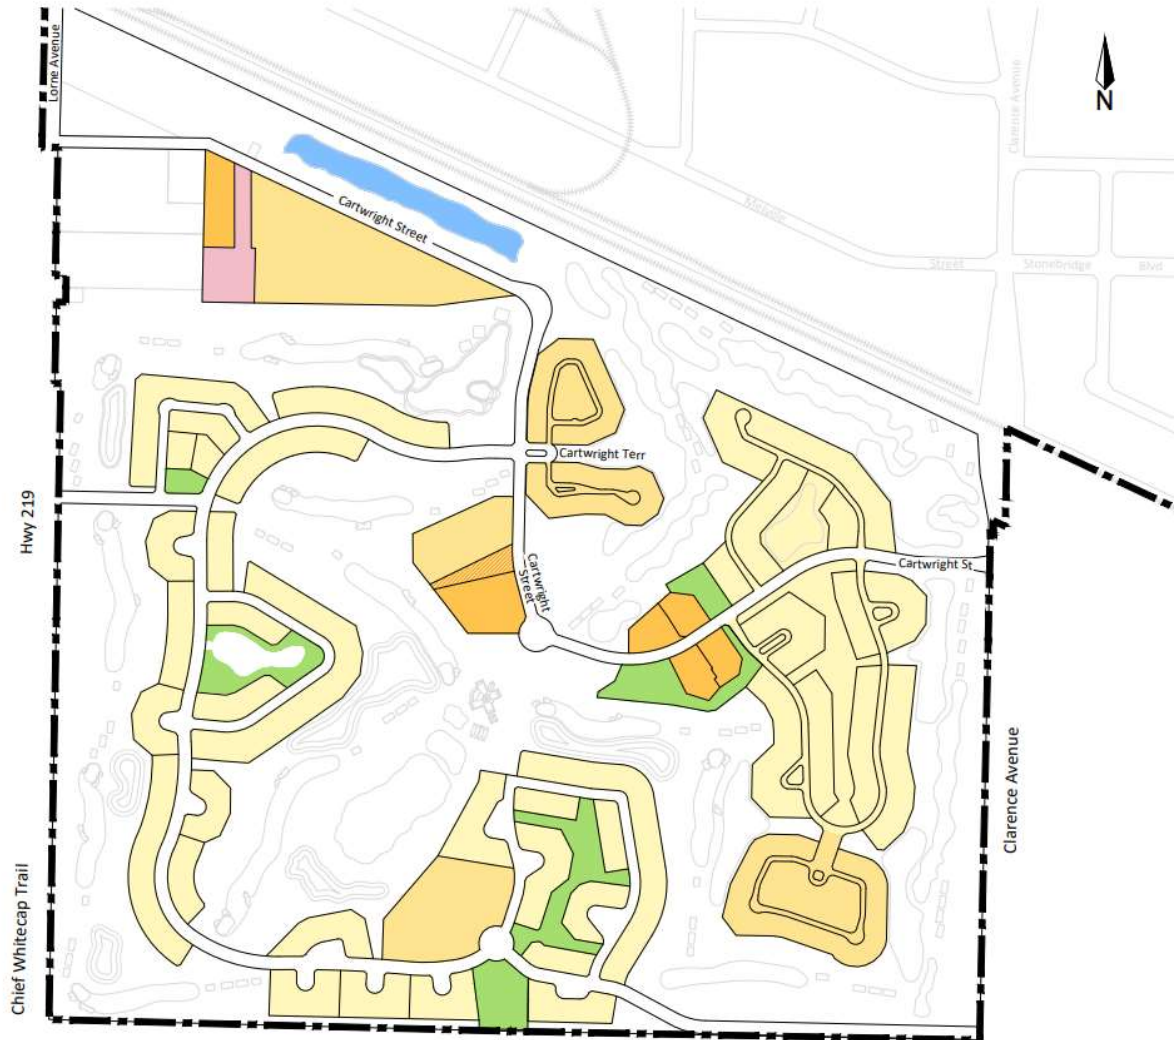 Lorne Avenue
Clarence Avenue
N
Cartwright Street
Melville
Street
Stonebridge
Blvd
Cartwright Terr
Hwy 219
Cartwright
Street
Cartwright St
Clarence Avenue
Chief Whitecap Trail